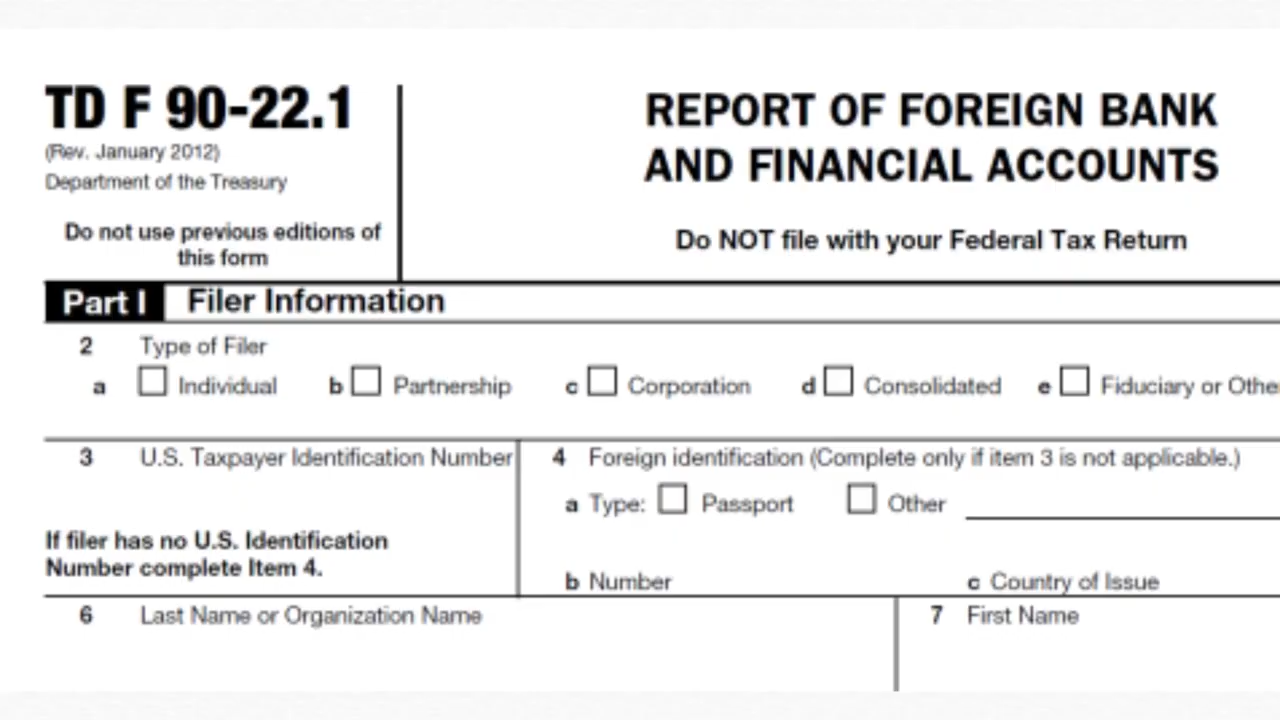 TD F 90-22.1
(Rev. January 2012)
Department of the Treasury
Do not use previous editions of
this form
REPORT OF FOREIGN BANK
AND FINANCIAL ACCOUNTS
Do NOT file with your Federal Tax Return
Part I Filer Information
2 Type of Filer
a Individual b Partnership c Corporation d Consolidated e Fiduciary or Other
3 U.S. Taxpayer Identification Number
If filer has no U.S. Identification
Number complete Item 4.
4 Foreign identification (Complete only if item 3 is not applicable.)
a Type: Passport Other
b Number c Country of Issue
6 Last Name or Organization Name 7 First Name